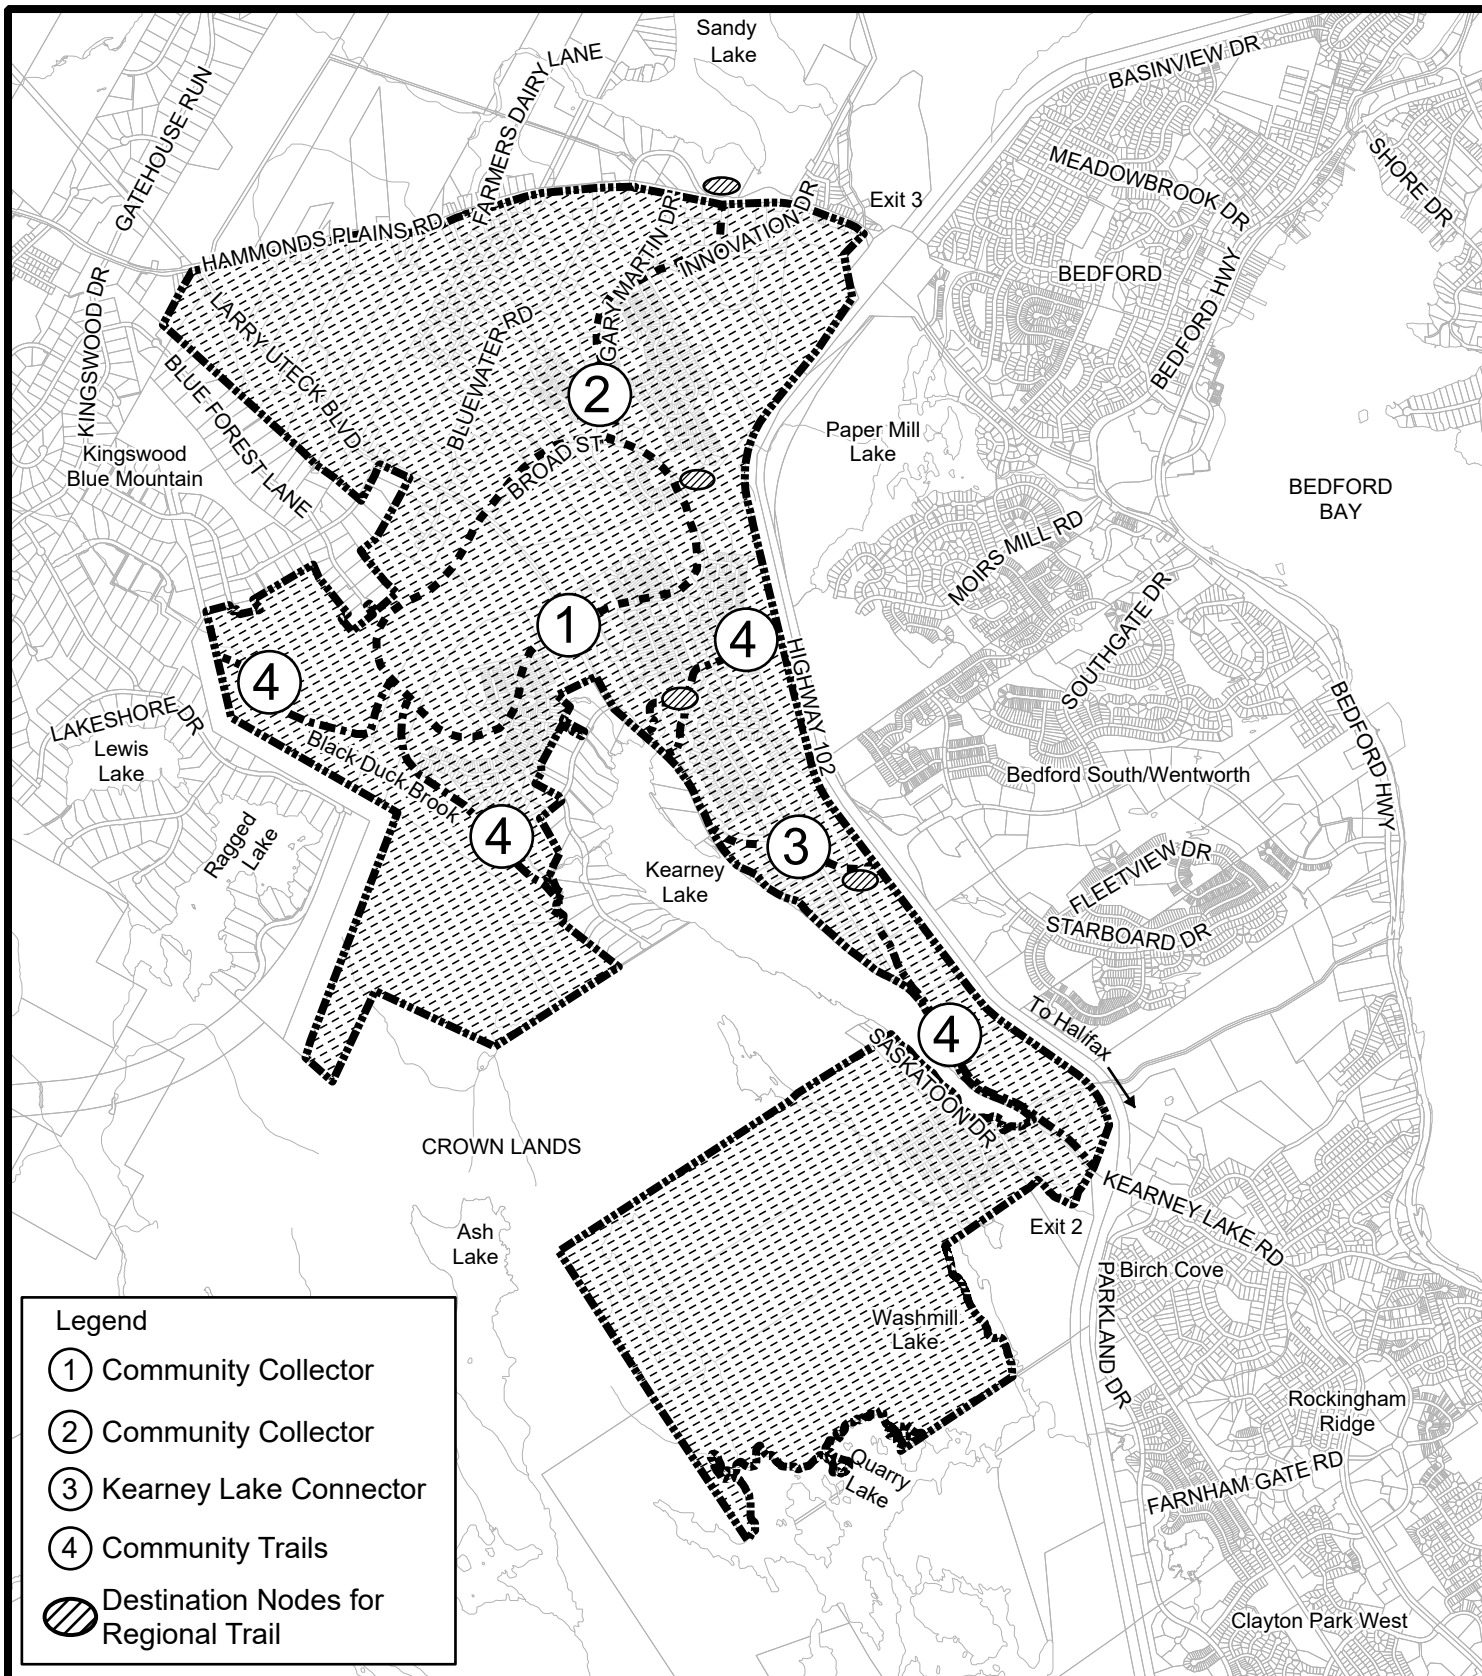 Sandy
Lake
BASINVIEW DR
GATEHOUSE RUN
FARMERS DAIRY LANE
MEADOWBROOK DR
SHORE DR
Exit 3
HAMMONDS PLAINS RD
GARY MARTIN DR
INNOVATION DR
BEDFORD
KINGSWOOD DR
LARRY UTECK BLVD
BLUEWATER RD
BEDFORD HWY
BLUE FOREST LANE
2
Paper Mill
Lake
Kingswood
Blue Mountain
BROAD ST
BEDFORD
BAY
MOIRS MILL RD
1
4
SOUTHGATE DR
4
HIGHWAY 102
LAKESHORE DR
Lewis
Lake
Black Duck Brook
Bedford South/Wentworth
BEDFORD HWY
Ragged
Lake
4
3
Kearney
Lake
FLEETVIEW DR
STARBOARD DR
To Halifax
4
SASKATOON DR
CROWN LANDS
KEARNEY LAKE RD
Exit 2
Ash
Lake
Birch Cove
PARKLAND DR
Washmill
Lake
Rockingham
Ridge
Quarry
Lake
FARNHAM GATE RD
Clayton Park West
Legend
1 Community Collector
2 Community Collector
3 Kearney Lake Connector
4 Community Trails
Destination Nodes for
Regional Trail